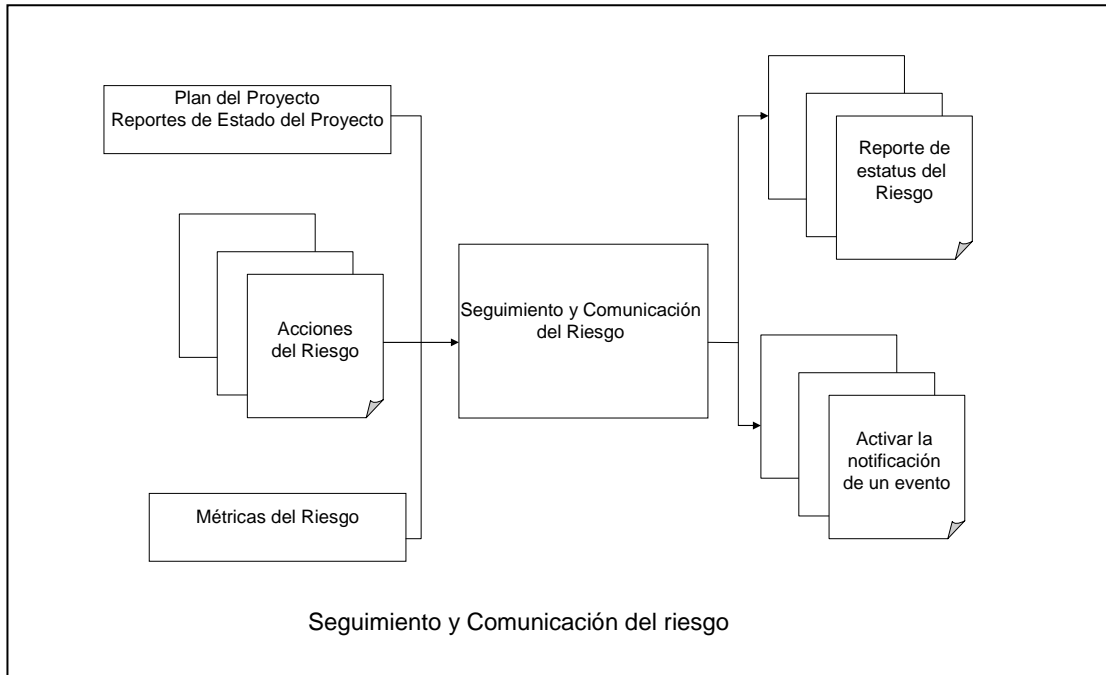 Plan del Proyecto
Reportes de Estado del Proyecto
Acciones
del Riesgo
Métricas del Riesgo
Seguimiento y Comunicación
del Riesgo
Reporte de
estatus del
Riesgo
Activar la
notificación
de un evento
Seguimiento y Comunicación del riesgo